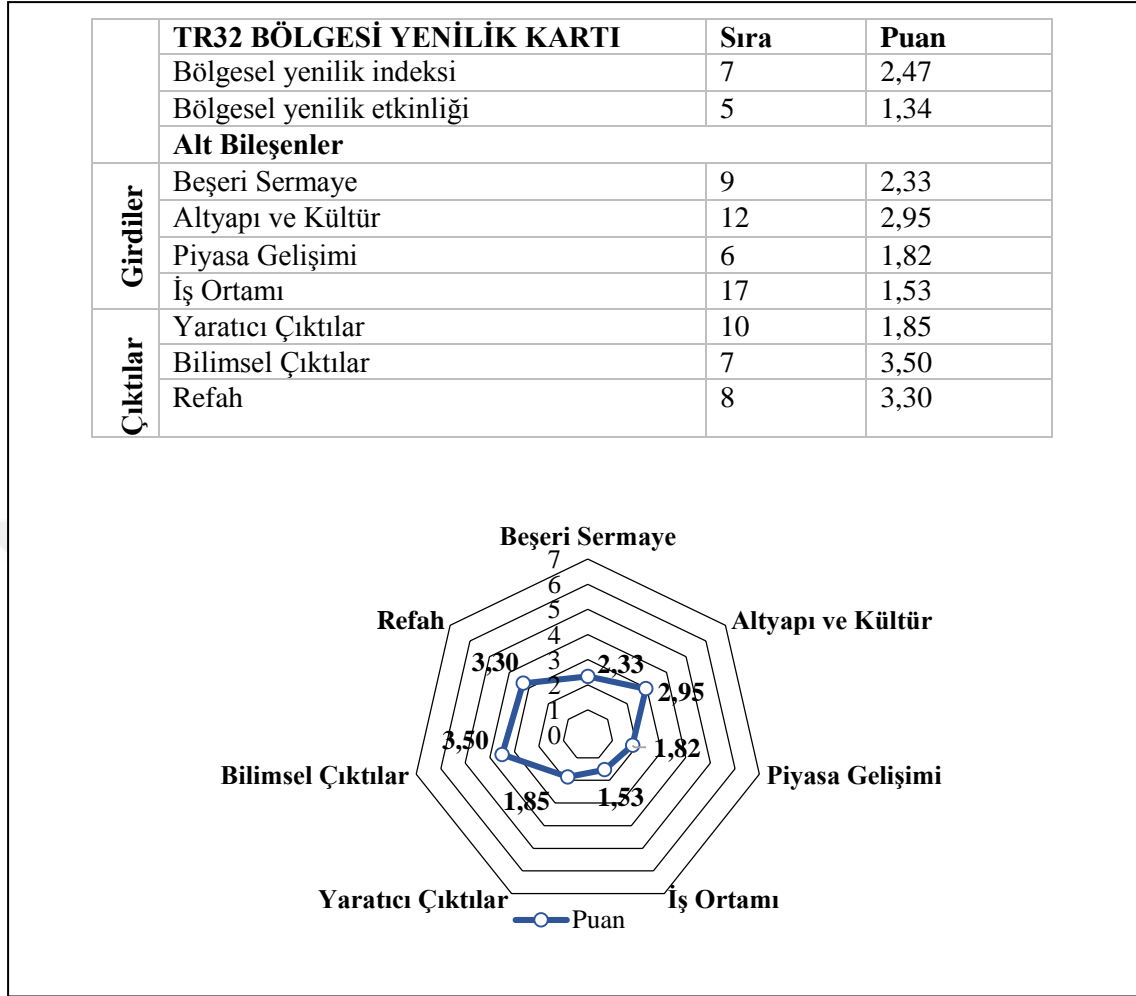 TR32 BÖLGESİ YENİLİK KARTI Sıra Puan
Bölgesel yenilik indeksi 7 2,47
Bölgesel yenilik etkinliği 5 1,34
Alt Bileşenler
Girdiler
Beşeri Sermaye 9 2,33
Altyapı ve Kültür 12 2,95
Piyasa Gelişimi 6 1,82
İş Ortamı 17 1,53
Çıktılar
Yaratıcı Çıktılar 10 1,85
Bilimsel Çıktılar 7 3,50
Refah 8 3,30
Beşeri Sermaye
7
6
Refah
Altyapı ve Kültür
5
4
3,30
3
2,33
2
2,95
1
0
3,50
1,82
Bilimsel Çıktılar
Piyasa Gelişimi
1,85
1,53
Yaratıcı Çıktılar
İş Ortamı
Puan